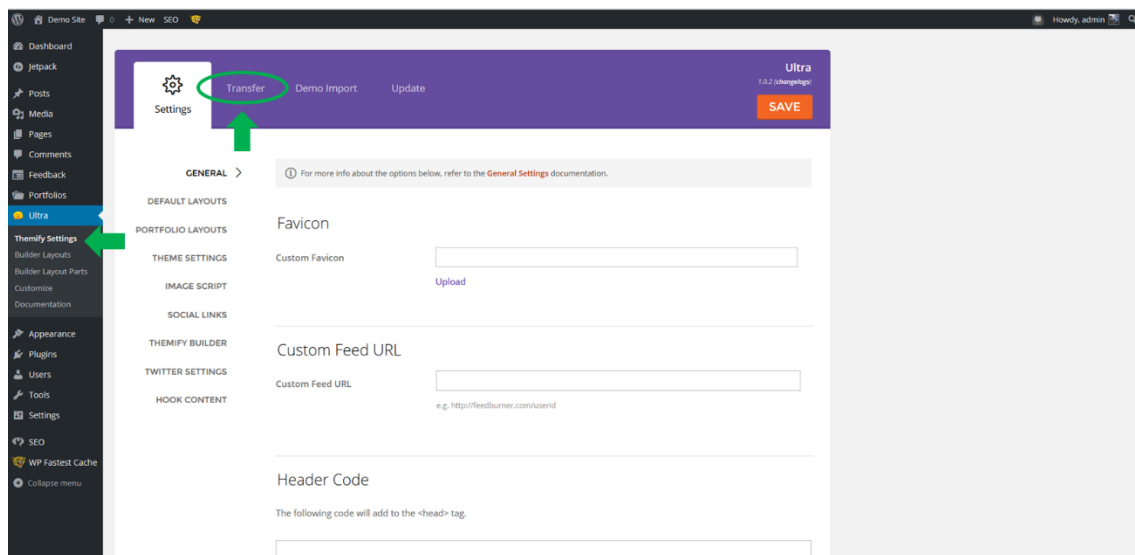 Demo Site 0 + New SEO Howdy, admin
Dashboard
Jetpack
Posts
Media
Pages
Comments
Feedback
Portfolios
Ultra
Themify Settings
Builder Layouts
Builder Layout Parts
Customize
Documentation
Appearance
Plugins
Users
Tools
Settings
SEO
WP Fastest Cache
Collapse menu
Settings
Transfer
Demo Import
Update
Ultra
1.0.2 (changelogs)
SAVE
GENERAL
DEFAULT LAYOUTS
PORTFOLIO LAYOUTS
THEME SETTINGS
IMAGE SCRIPT
SOCIAL LINKS
THEMIFY BUILDER
TWITTER SETTINGS
HOOK CONTENT
For more info about the options below, refer to the General Settings documentation.
Favicon
Custom Favicon
Upload
Custom Feed URL
Custom Feed URL
e.g. http://feedburner.com/userid
Header Code
The following code will add to the <head> tag.